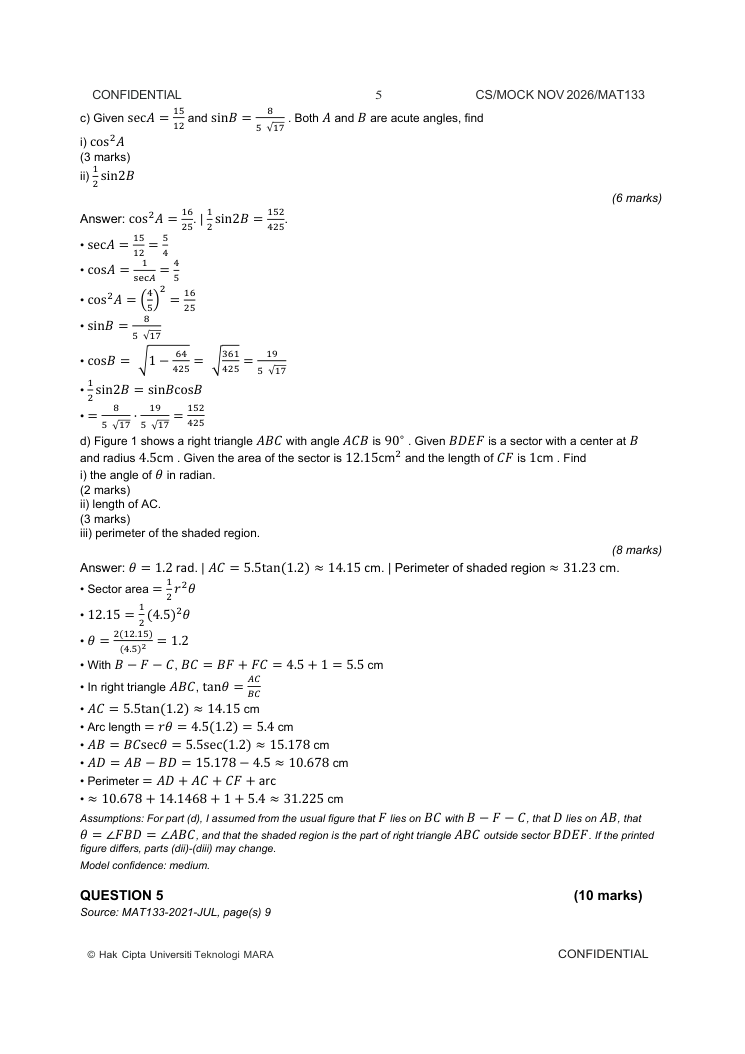 CONFIDENTIAL 5 CS/MOCK NOV 2026/MAT133
c) Given secA = 15/12 and sinB = 8/(5 √17) . Both A and B are acute angles, find
i) cos²A
(3 marks)
ii) 1/2 sin2B
(6 marks)
Answer: cos²A = 16/25. | 1/2 sin2B = 152/425.
• secA = 15/12 = 5/4
• cosA = 1/secA = 4/5
• cos²A = (4/5)² = 16/25
• sinB = 8/(5 √17)
• cosB = √(1 − 64/425) = √(361/425) = 19/(5 √17)
• 1/2 sin2B = sinBcosB
• = 8/(5 √17) · 19/(5 √17) = 152/425
d) Figure 1 shows a right triangle ABC with angle ACB is 90° . Given BDEF is a sector with a center at B
and radius 4.5cm . Given the area of the sector is 12.15cm² and the length of CF is 1cm . Find
i) the angle of θ in radian.
(2 marks)
ii) length of AC.
(3 marks)
iii) perimeter of the shaded region.
(8 marks)
Answer: θ = 1.2 rad. | AC = 5.5tan(1.2) ≈ 14.15 cm. | Perimeter of shaded region ≈ 31.23 cm.
• Sector area = 1/2 r²θ
• 12.15 = 1/2 (4.5)²θ
• θ = 2(12.15)/(4.5)² = 1.2
• With B − F − C, BC = BF + FC = 4.5 + 1 = 5.5 cm
• In right triangle ABC, tanθ = AC/BC
• AC = 5.5tan(1.2) ≈ 14.15 cm
• Arc length = rθ = 4.5(1.2) = 5.4 cm
• AB = BCsecθ = 5.5sec(1.2) ≈ 15.178 cm
• AD = AB − BD = 15.178 − 4.5 ≈ 10.678 cm
• Perimeter = AD + AC + CF + arc
• ≈ 10.678 + 14.1468 + 1 + 5.4 ≈ 31.225 cm
Assumptions: For part (d), I assumed from the usual figure that F lies on BC with B − F − C, that D lies on AB, that
θ = ∠FBD = ∠ABC, and that the shaded region is the part of right triangle ABC outside sector BDEF. If the printed
figure differs, parts (dii)-(diii) may change.
Model confidence: medium.
QUESTION 5 (10 marks)
Source: MAT133-2021-JUL, page(s) 9
© Hak Cipta Universiti Teknologi MARA CONFIDENTIAL